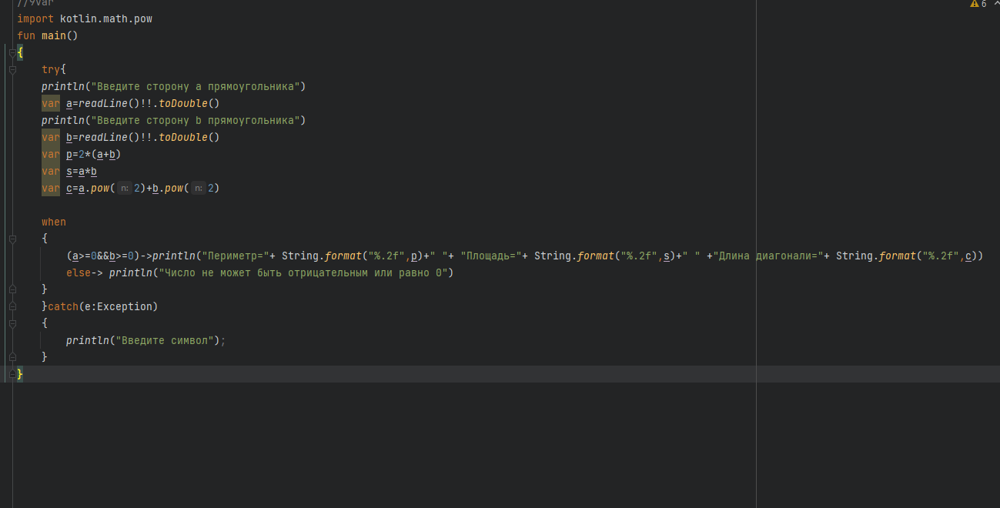 //9var
import kotlin.math.pow
fun main()
{
try{
println("Введите сторону a прямоугольника")
var a=readLine()!!.toDouble()
println("Введите сторону b прямоугольника")
var b=readLine()!!.toDouble()
var p=2*(a+b)
var s=a*b
var c=a.pow( n: 2)+b.pow( n: 2)
when
{
(a>=0&&b>=0)->println("Периметр="+ String.format("%.2f",p)+" "+ "Площадь="+ String.format("%.2f",s)+" " +"Длина диагонали="+ String.format("%.2f",c))
else-> println("Число не может быть отрицательным или равно 0")
}
}catch(e:Exception)
{
println("Введите символ");
}
}
6